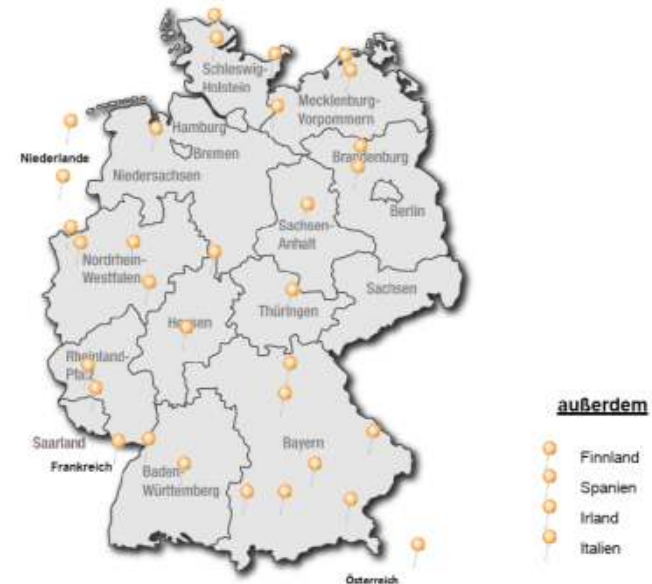 Schleswig-
Holstein
Mecklenburg-
Vorpommern
Hamburg
Bremen
Niederlande
Niedersachsen
Brandenburg
Berlin
Sachsen-
Anhalt
Nordrhein-
Westfalen
Sachsen
Thüringen
Hessen
Rheinland-
Pfalz
Saarland
Frankreich
Bayern
Baden-
Württemberg
Österreich
außerdem
Finnland
Spanien
Irland
Italien